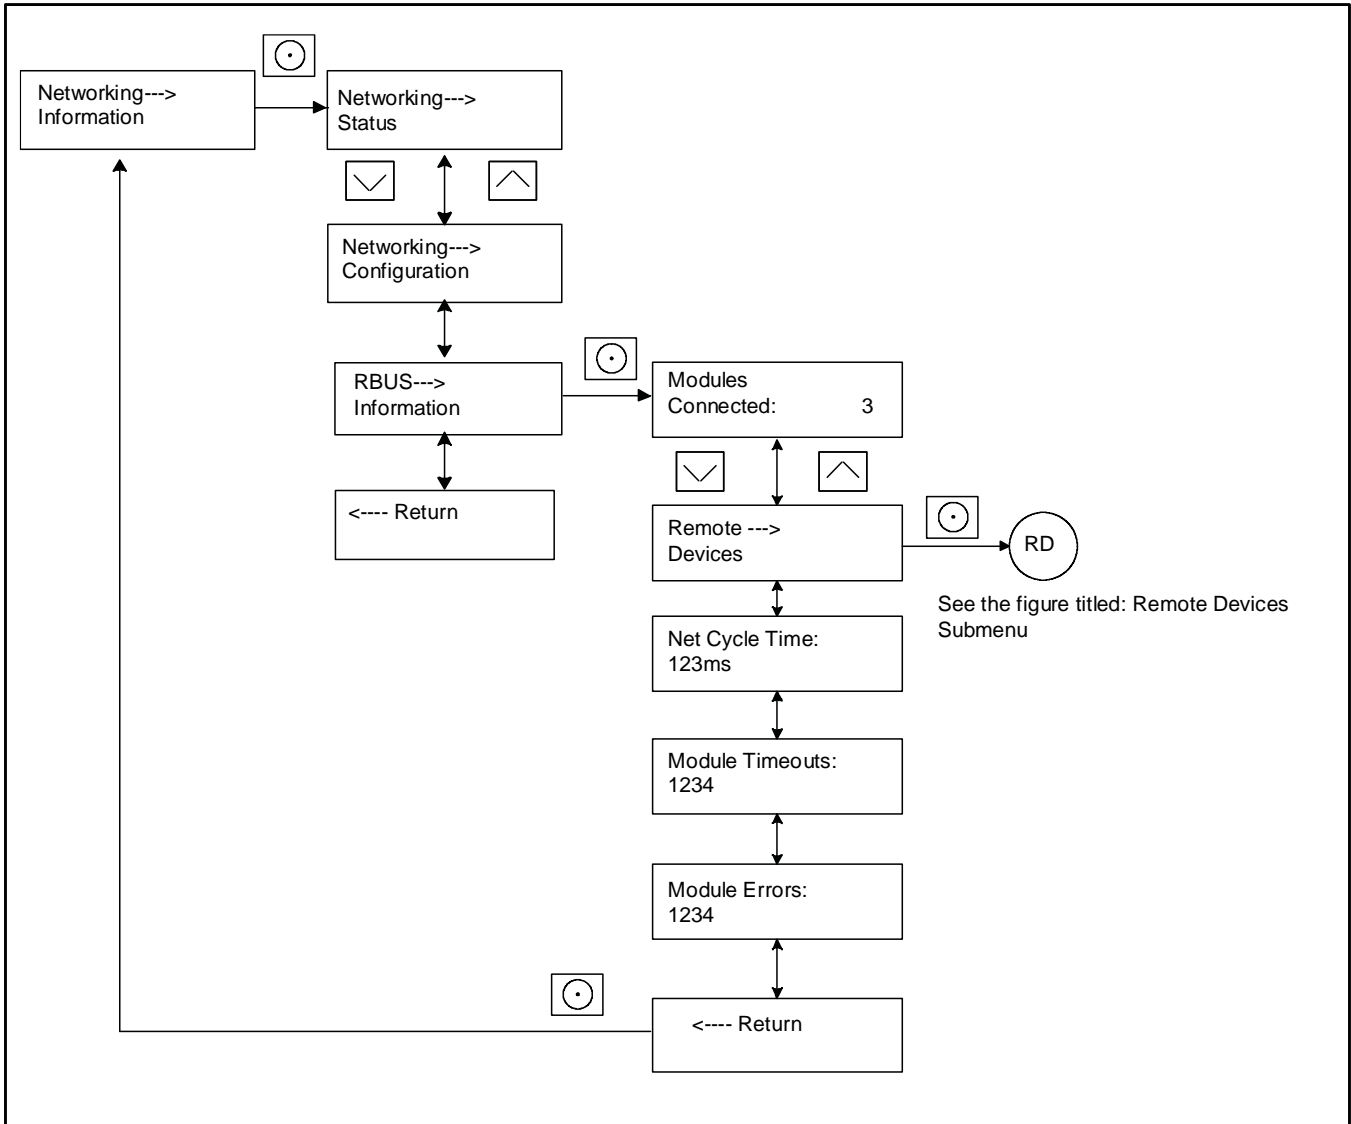 Networking--->
Information
Networking--->
Status
Networking--->
Configuration
RBUS--->
Information
<---- Return
Modules
Connected: 3
Remote --->
Devices
RD
See the figure titled: Remote Devices
Submenu
Net Cycle Time:
123ms
Module Timeouts:
1234
Module Errors:
1234
<---- Return